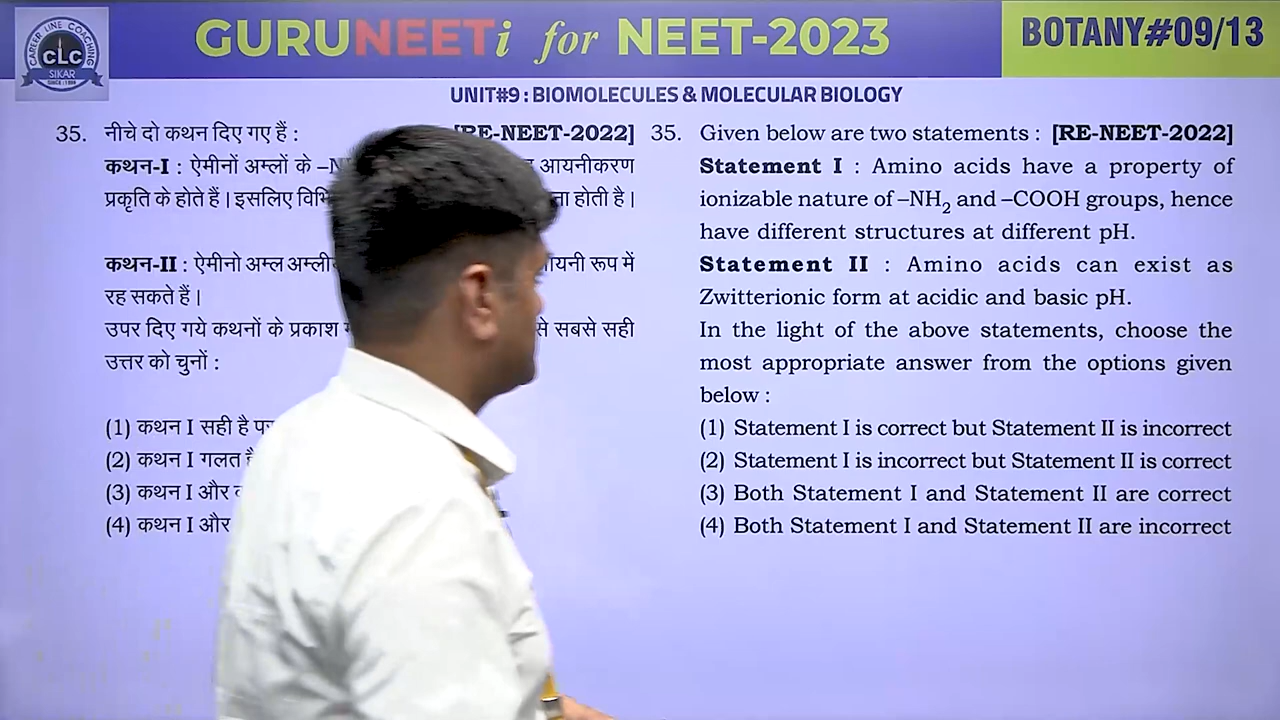 CAREER LINE COACHING
CLC
SIKAR
GURUNEETi for NEET-2023
BOTANY#09/13
UNIT#9 : BIOMOLECULES & MOLECULAR BIOLOGY
35. नीचे दो कथन दिए गए हैं : [RE-NEET-2022]
कथन-I : ऐमीनों अम्लों के आयनीकरण
प्रकृति के होते हैं। इसलिए होती है।
कथन-II : ऐमीनो अम्ल रूप में
रह सकते हैं।
उपर दिए गये कथनों के प्रकाश से सबसे सही
उत्तर को चुनों :
(1) कथन I सही है
(2) कथन I गलत
(3) कथन I और
(4) कथन I और
35. Given below are two statements : [RE-NEET-2022]
Statement I : Amino acids have a property of
ionizable nature of –NH₂ and –COOH groups, hence
have different structures at different pH.
Statement II : Amino acids can exist as
Zwitterionic form at acidic and basic pH.
In the light of the above statements, choose the
most appropriate answer from the options given
below :
(1) Statement I is correct but Statement II is incorrect
(2) Statement I is incorrect but Statement II is correct
(3) Both Statement I and Statement II are correct
(4) Both Statement I and Statement II are incorrect